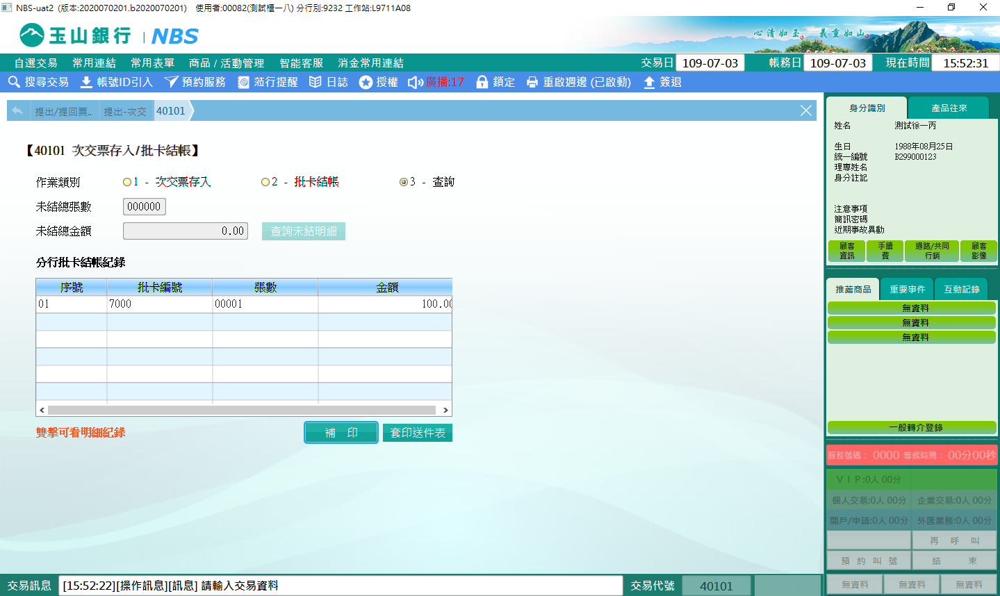 NBS-uat2 (版本:2020070201.b2020070201) 使用者:00082(測試櫃一八) 分行別:9232 工作站:L9711A08
玉山銀行 NBS
心清如玉。義重如山。
自選交易 常用連結 常用表單 商品 / 活動管理 智能客服 消金常用連結
交易日 109-07-03 帳務日 109-07-03 現在時間 15:52:31
搜尋交易 帳號ID引入 預約服務 蒞行提醒 日誌 授權 廣播:17 鎖定 重啟週邊 (已啟動) 簽退
提出/提回票.. 提出-次交 40101
【40101 次交票存入/批卡結帳】
作業類別 1 - 次交票存入 2 - 批卡結帳 3 - 查詢
未結總張數 000000
未結總金額 0.00 查詢未結明細
分行批卡結帳紀錄
序號 批卡編號 張數 金額
01 7000 00001 100.00
雙擊可看明細紀錄 補 印 套印送件表
身分識別 產品往來
姓名 測試徐一丙
生日 1988年08月25日
統一編號 B299000123
理專姓名
身分註記
注意事項
簡訊密碼
近期事故異動
顧客資訊 手續費 通路/共同行銷 顧客影像
推薦商品 重要事件 互動記錄
無資料
無資料
無資料
一般轉介登錄
服務號碼: 0000 等候時間: 00分00秒
VIP:0人 00分
個人交易:0人 00分 企業交易:0人 00分
開戶/申請:0人 00分 外匯業務:0人 00分
再 呼 叫
預 約 叫 號 結 束
無資料 無資料 無資料
交易訊息 [15:52:22][操作訊息][訊息] 請輸入交易資料 交易代號 40101